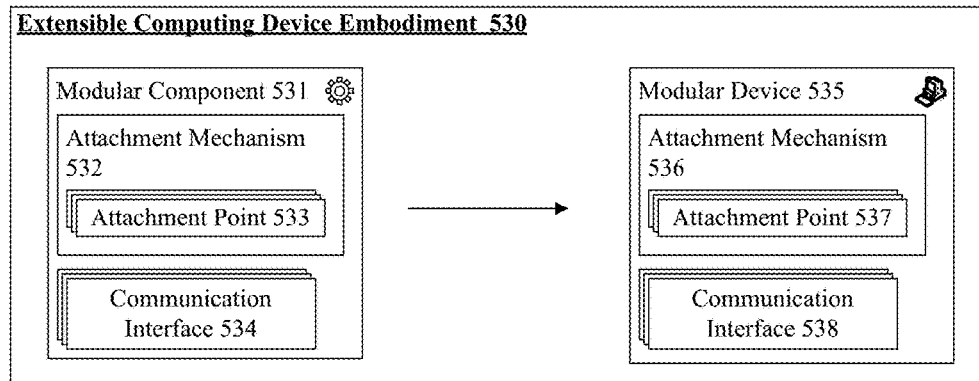 Extensible Computing Device Embodiment 530
Modular Component 531
Attachment Mechanism
532
Attachment Point 533
Communication
Interface 534
Modular Device 535
Attachment Mechanism
536
Attachment Point 537
Communication
Interface 538